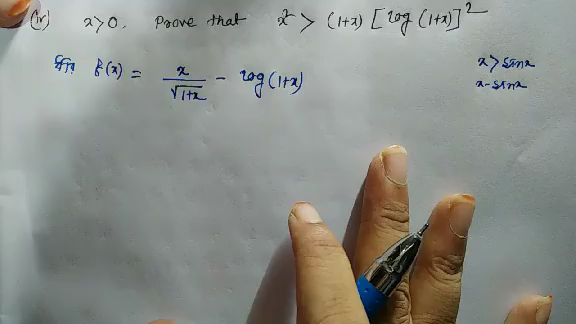 (iv) x>0. Prove that x² > (1+x) [log (1+x)]²
f(x) = x/√1+x - log(1+x)
x > sinx
x - sinx